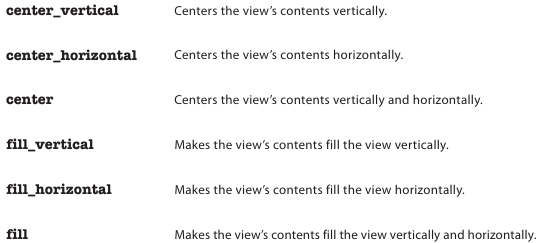 center_vertical Centers the view's contents vertically.
center_horizontal Centers the view's contents horizontally.
center Centers the view's contents vertically and horizontally.
fill_vertical Makes the view's contents fill the view vertically.
fill_horizontal Makes the view's contents fill the view horizontally.
fill Makes the view's contents fill the view vertically and horizontally.